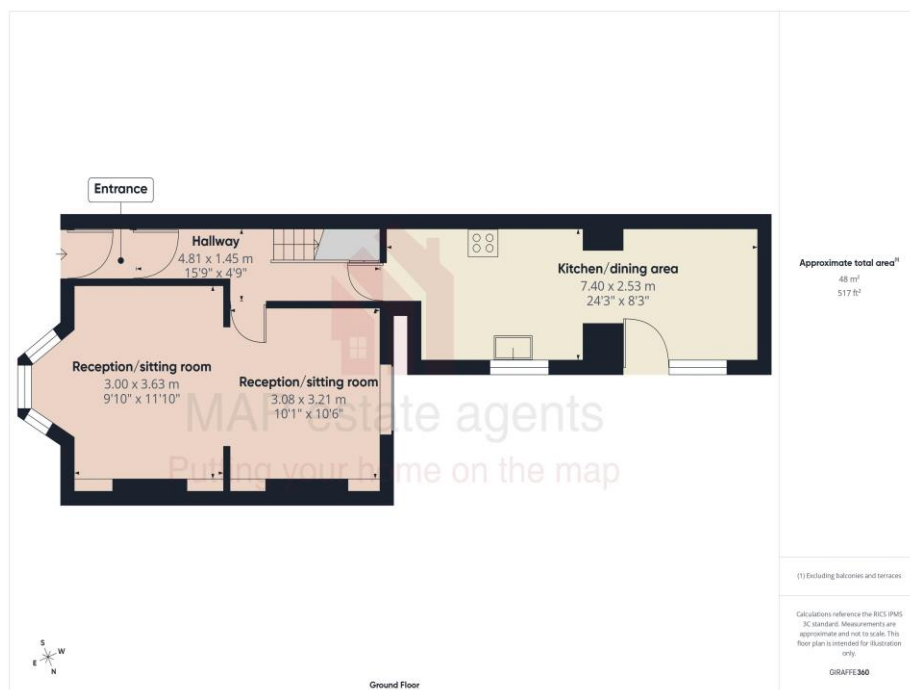 Entrance
Hallway
4.81 x 1.45 m
15'9" x 4'9"
Kitchen/dining area
7.40 x 2.53 m
24'3" x 8'3"
Reception/sitting room
3.00 x 3.63 m
9'10" x 11'10"
Reception/sitting room
3.08 x 3.21 m
10'1" x 10'6"
MAP estate agents
Putting your home on the map
S
W
E
N
Ground Floor
Approximate total area⁽¹⁾
48 m²
517 ft²
(1) Excluding balconies and terraces
Calculations reference the RICS IPMS
3C standard. Measurements are
approximate and not to scale. This
floor plan is intended for illustration
only.
GIRAFFE360